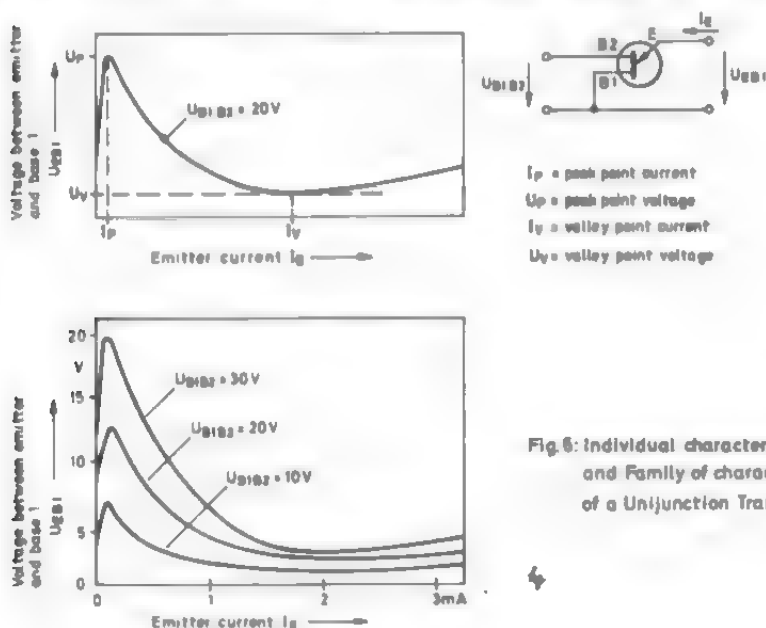 Voltage between emitter
and base 1
UEB1
UP
UV
UB1B2 = 20V
IP
IV
Emitter current IE
B2
E
IE
B1
UB1B2
UEB1
IP = peak point current
UP = peak point voltage
IV = valley point current
UV = valley point voltage
Voltage between emitter
and base 1
UEB1
20
V
15
10
5
0
UB1B2 = 30V
UB1B2 = 20V
UB1B2 = 10V
0
1
2
3mA
Emitter current IE
Fig. 6: Individual character
and Family of charac
of a Unijunction Tra